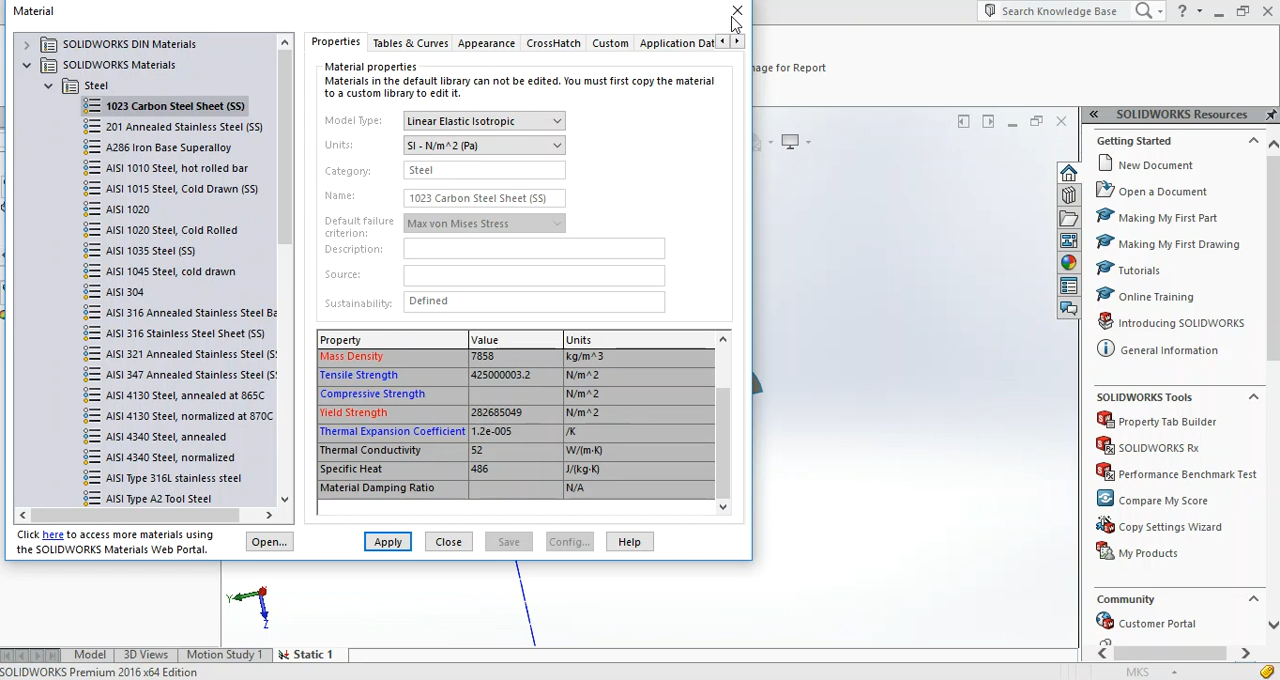 Material
Search Knowledge Base
SOLIDWORKS DIN Materials
SOLIDWORKS Materials
Steel
1023 Carbon Steel Sheet (SS)
201 Annealed Stainless Steel (SS)
A286 Iron Base Superalloy
AISI 1010 Steel, hot rolled bar
AISI 1015 Steel, Cold Drawn (SS)
AISI 1020
AISI 1020 Steel, Cold Rolled
AISI 1035 Steel (SS)
AISI 1045 Steel, cold drawn
AISI 304
AISI 316 Annealed Stainless Steel Ba
AISI 316 Stainless Steel Sheet (SS)
AISI 321 Annealed Stainless Steel (S
AISI 347 Annealed Stainless Steel (S
AISI 4130 Steel, annealed at 865C
AISI 4130 Steel, normalized at 870C
AISI 4340 Steel, annealed
AISI 4340 Steel, normalized
AISI Type 316L stainless steel
AISI Type A2 Tool Steel
Click here to access more materials using
the SOLIDWORKS Materials Web Portal.
Open...
Properties
Tables & Curves
Appearance
CrossHatch
Custom
Application Dat
Material properties
Materials in the default library can not be edited. You must first copy the material
to a custom library to edit it.
Model Type: Linear Elastic Isotropic
Units: SI - N/m^2 (Pa)
Category: Steel
Name: 1023 Carbon Steel Sheet (SS)
Default failure
criterion: Max von Mises Stress
Description:
Source:
Sustainability: Defined
Property Value Units
Mass Density 7858 kg/m^3
Tensile Strength 425000003.2 N/m^2
Compressive Strength N/m^2
Yield Strength 282685049 N/m^2
Thermal Expansion Coefficient 1.2e-005 /K
Thermal Conductivity 52 W/(m·K)
Specific Heat 486 J/(kg·K)
Material Damping Ratio N/A
Apply
Close
Save
Config...
Help
age for Report
SOLIDWORKS Resources
Getting Started
New Document
Open a Document
Making My First Part
Making My First Drawing
Tutorials
Online Training
Introducing SOLIDWORKS
General Information
SOLIDWORKS Tools
Property Tab Builder
SOLIDWORKS Rx
Performance Benchmark Test
Compare My Score
Copy Settings Wizard
My Products
Community
Customer Portal
Y
Z
Model
3D Views
Motion Study 1
Static 1
SOLIDWORKS Premium 2016 x64 Edition
MKS